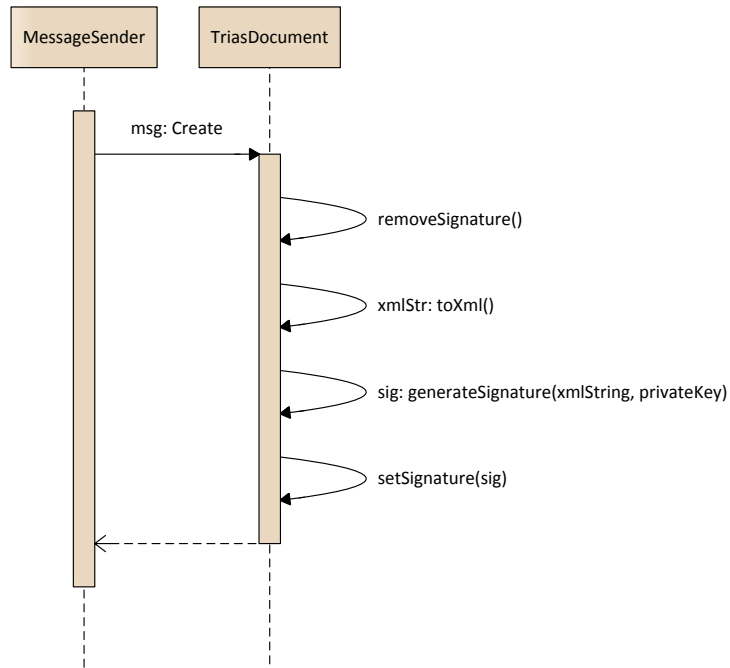 MessageSender
TriasDocument
msg: Create
removeSignature()
xmlStr: toXml()
sig: generateSignature(xmlString, privateKey)
setSignature(sig)